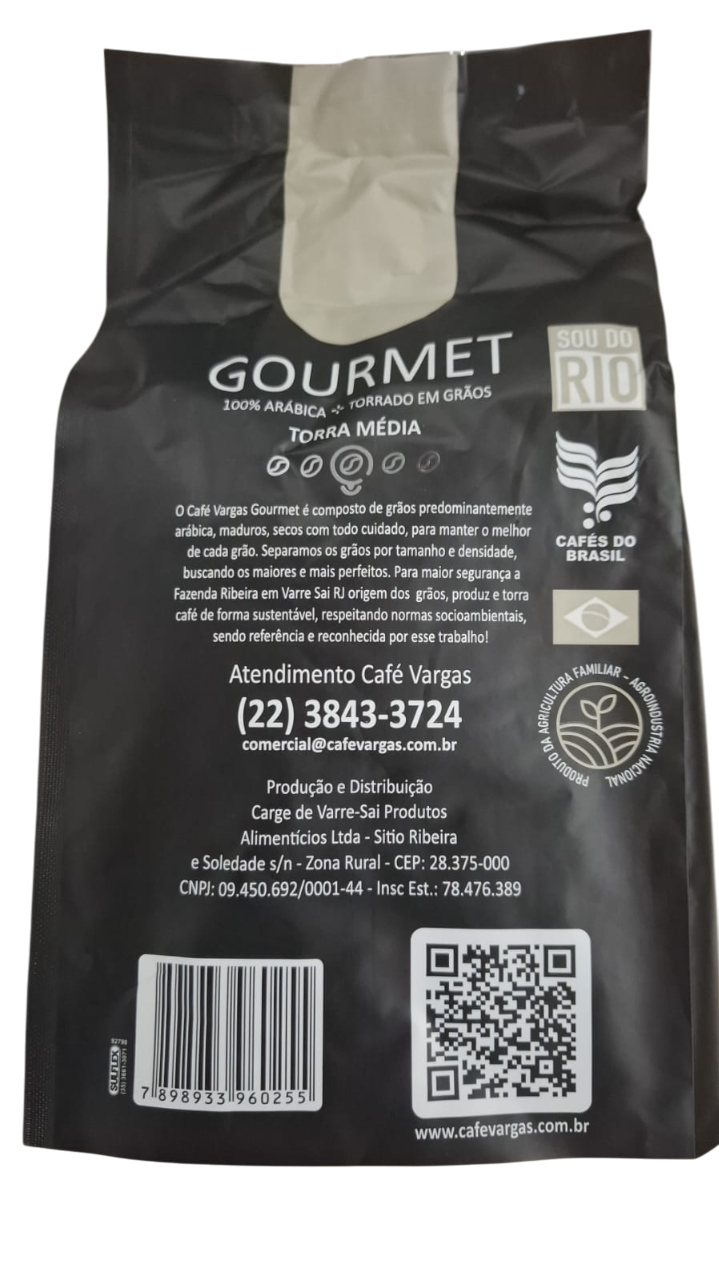 GOURMET
100% ARÁBICA TORRADO EM GRÃOS
TORRA MÉDIA
O Café Vargas Gourmet é composto de grãos predominantemente
arábica, maduros, secos com todo cuidado, para manter o melhor
de cada grão. Separamos os grãos por tamanho e densidade,
buscando os maiores e mais perfeitos. Para maior segurança a
Fazenda Ribeira em Varre Sai RJ origem dos grãos, produz e torra
café de forma sustentável, respeitando normas socioambientais,
sendo referência e reconhecida por esse trabalho!
Atendimento Café Vargas
(22) 3843-3724
comercial@cafevargas.com.br
Produção e Distribuição
Carge de Varre-Sai Produtos
Alimentícios Ltda - Sitio Ribeira
e Soledade s/n - Zona Rural - CEP: 28.375-000
CNPJ: 09.450.692/0001-44 - Insc Est.: 78.476.389
SOU DO
RIO
CAFÉS DO
BRASIL
PRODUTO DA AGRICULTURA FAMILIAR - AGROINDUSTRIA NACIONAL
92786
SULFLEX
7 898933 960255
www.cafevargas.com.br